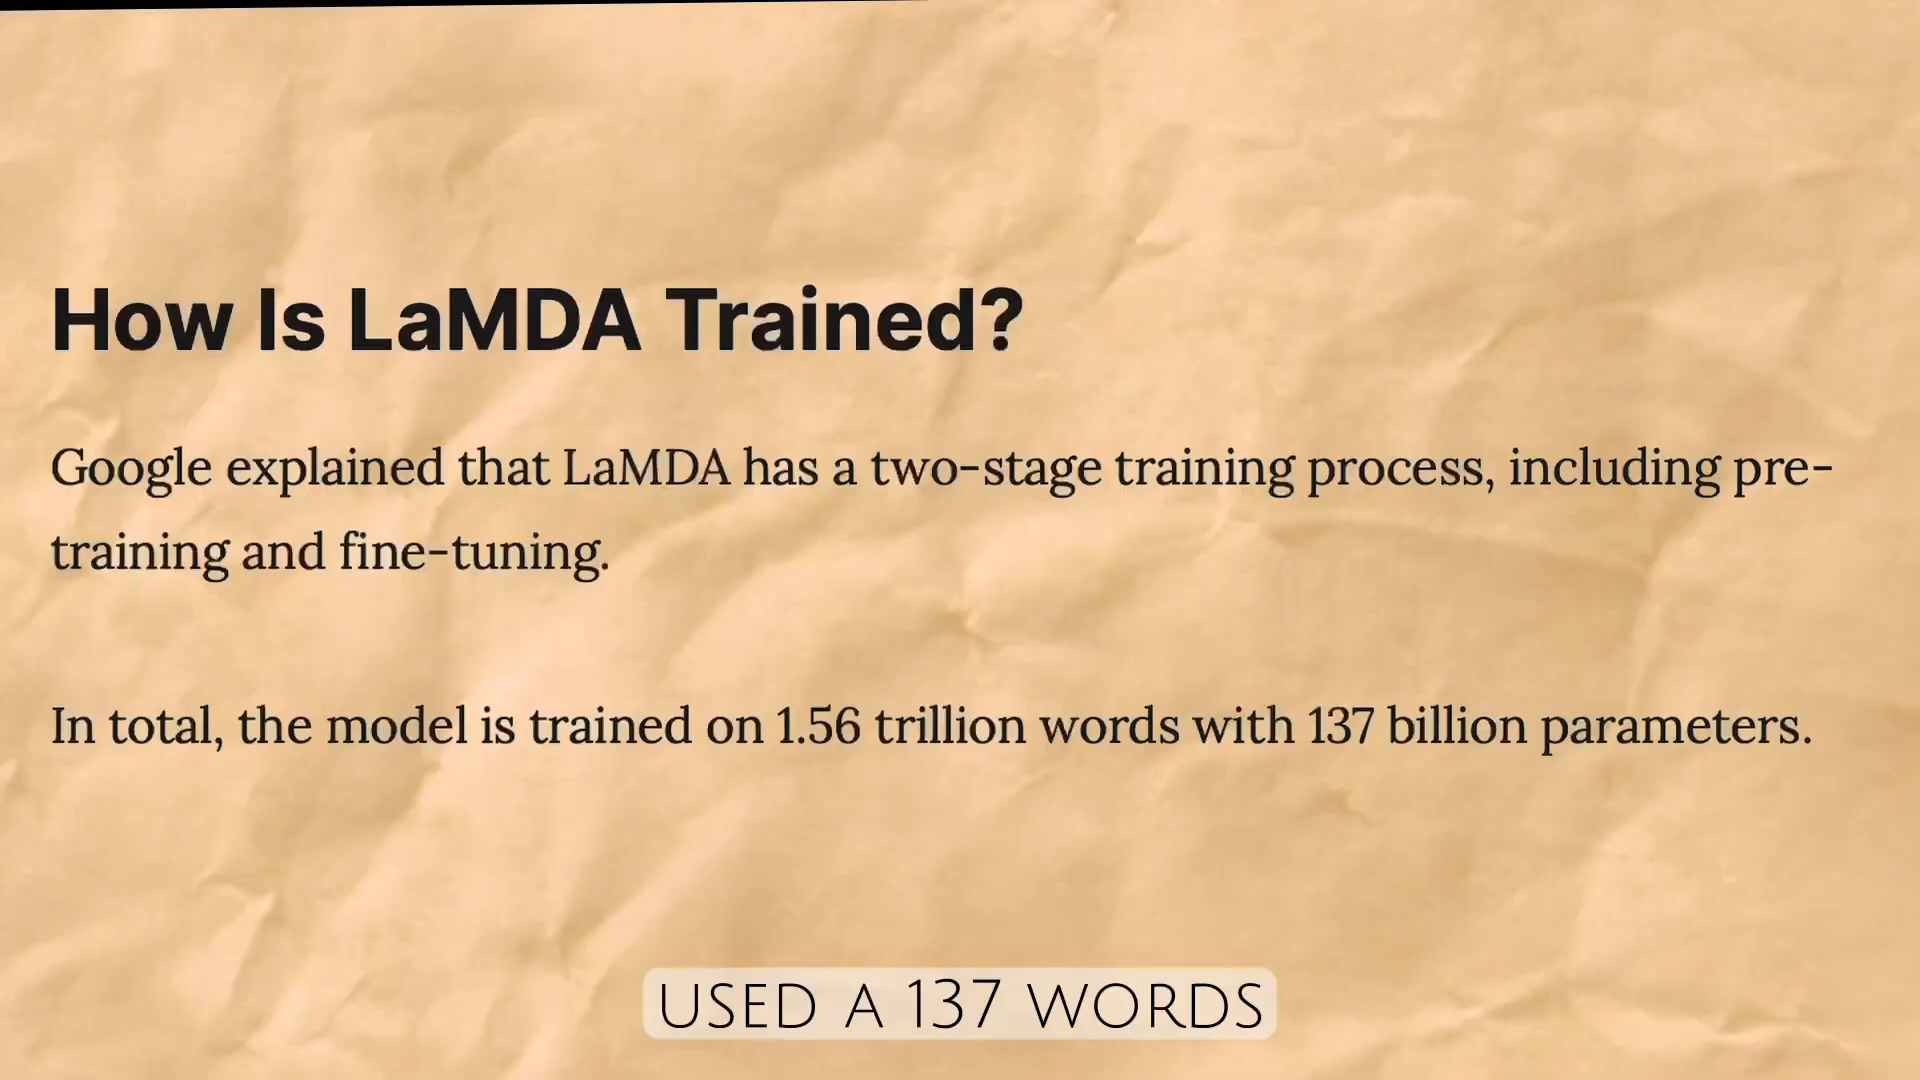 How Is LaMDA Trained?
Google explained that LaMDA has a two-stage training process, including pre-
training and fine-tuning.
In total, the model is trained on 1.56 trillion words with 137 billion parameters.
USED A 137 WORDS